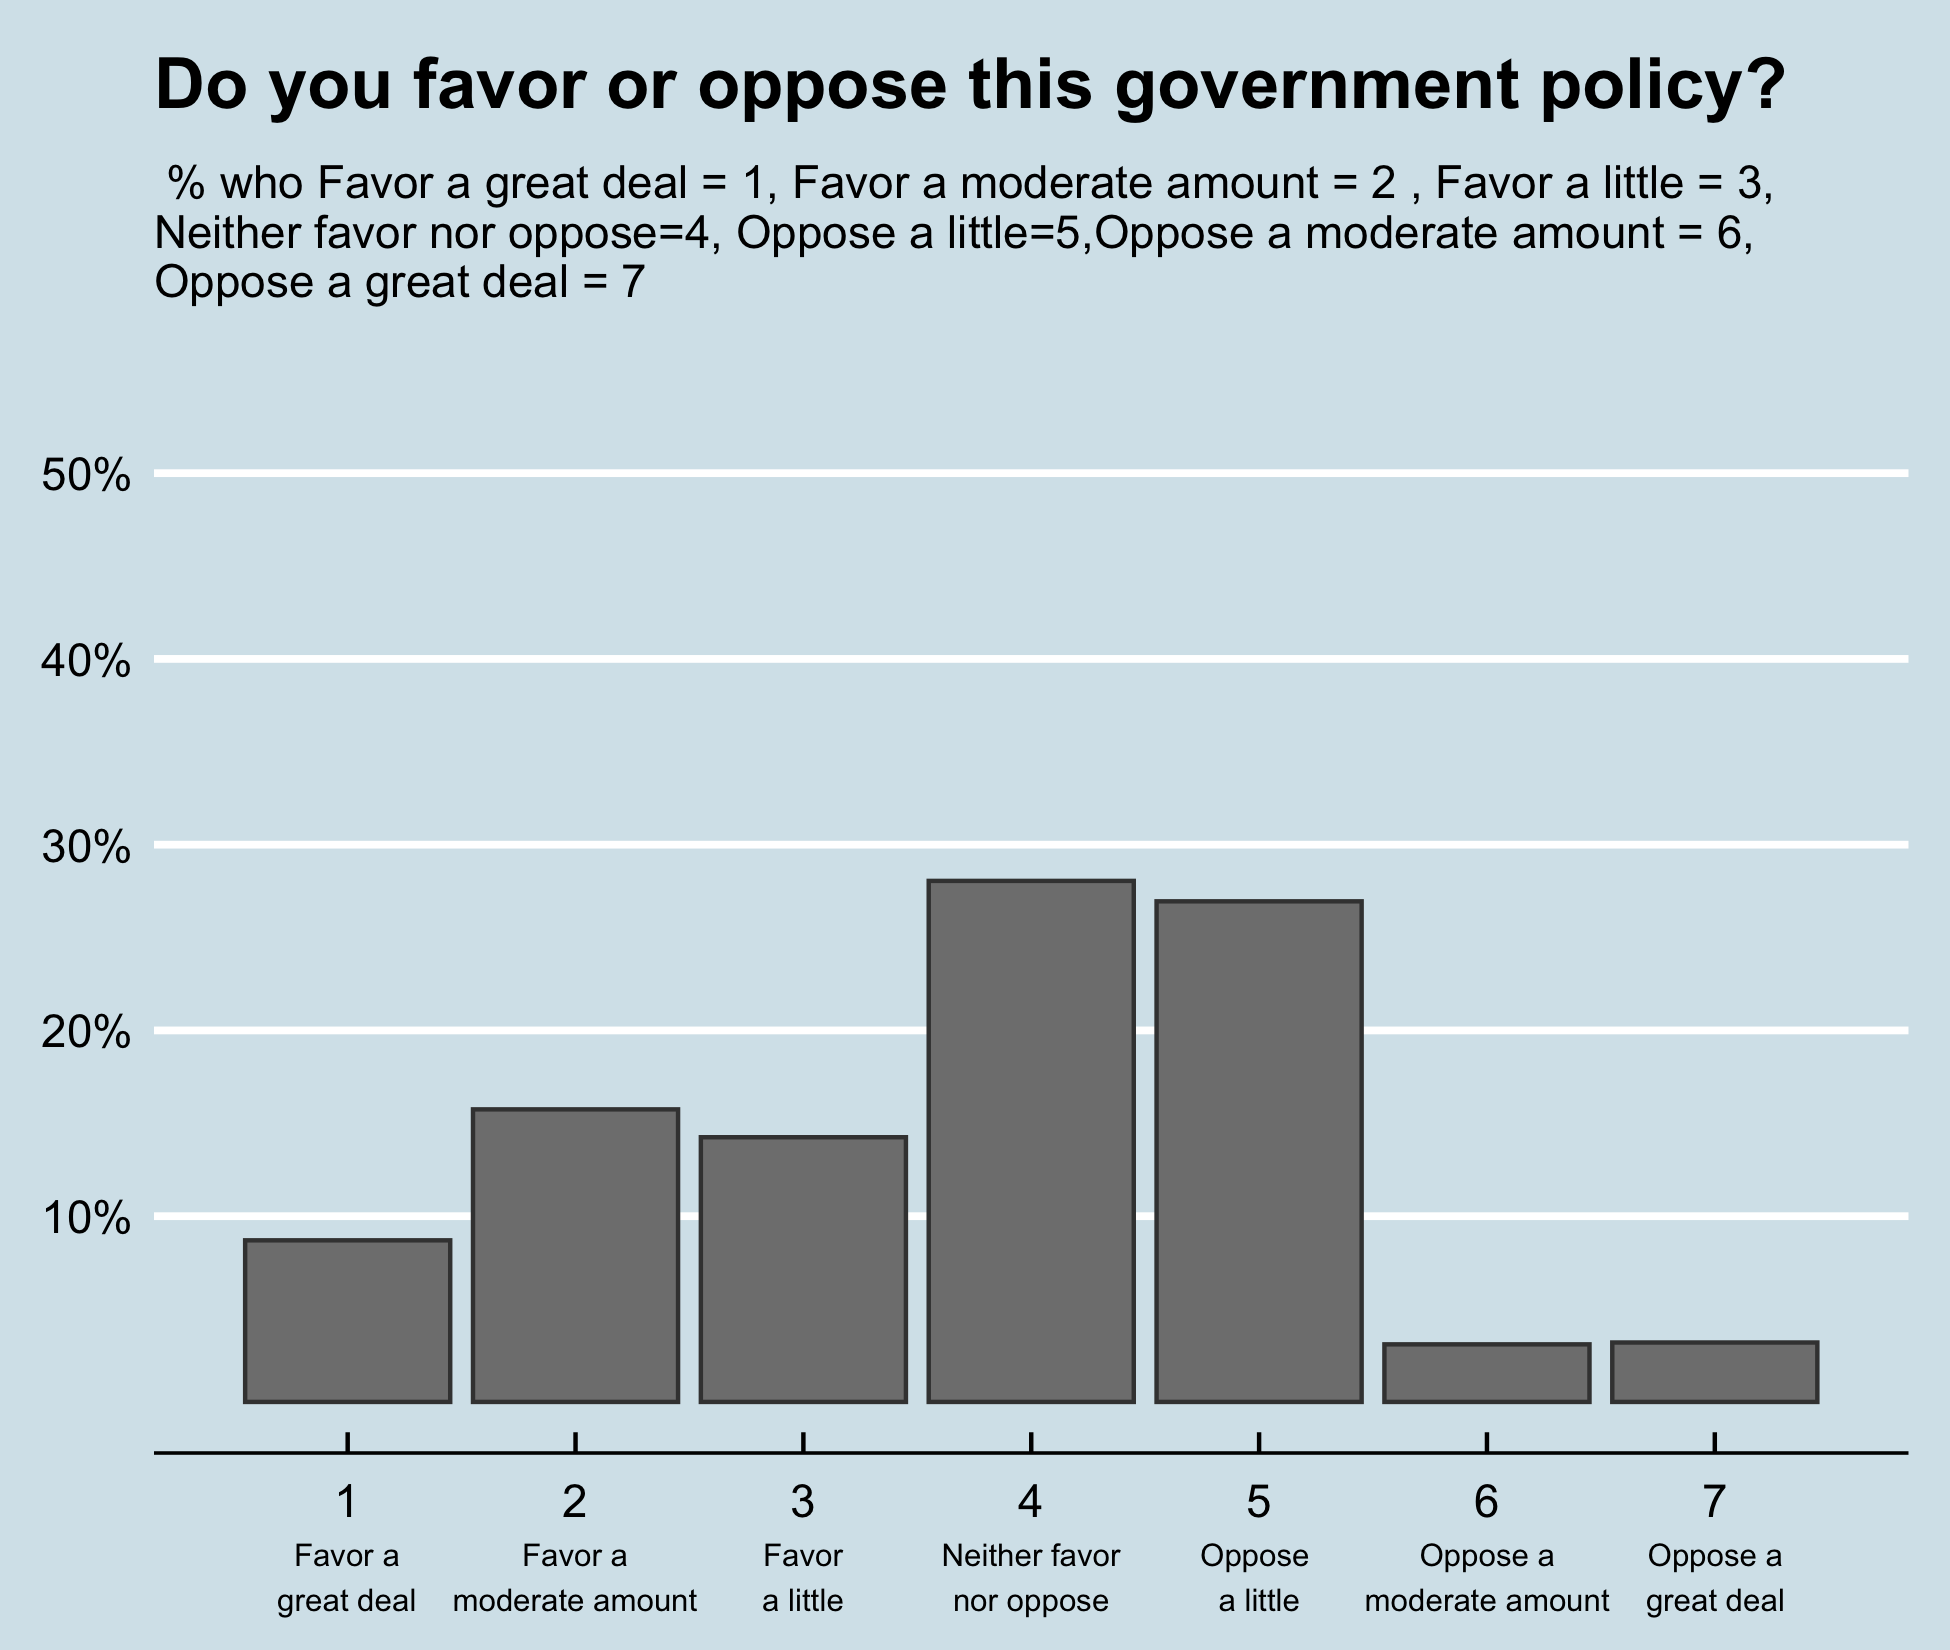 Do you favor or oppose this government policy?
% who Favor a great deal = 1, Favor a moderate amount = 2 , Favor a little = 3,
Neither favor nor oppose=4, Oppose a little=5,Oppose a moderate amount = 6,
Oppose a great deal = 7
50%
40%
30%
20%
10%
1 2 3 4 5 6 7
Favor a Favor a Favor Neither favor Oppose Oppose a Oppose a
great deal moderate amount a little nor oppose a little moderate amount great deal